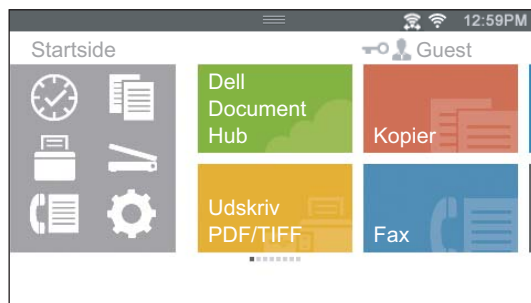 12:59PM
Startside
Guest
Dell
Document
Hub
Kopier
Udskriv
PDF/TIFF
Fax